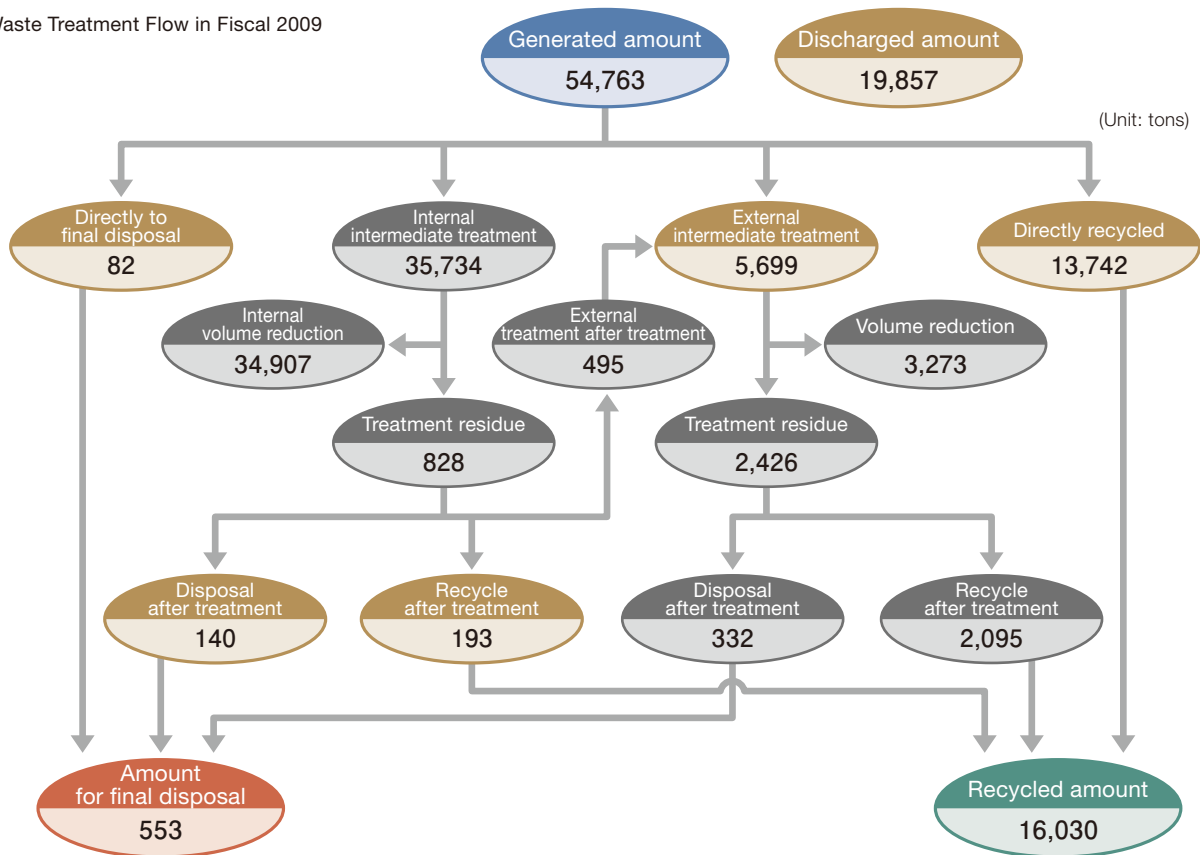 Waste Treatment Flow in Fiscal 2009
Generated amount
54,763
Discharged amount
19,857
(Unit: tons)
Directly to
final disposal
82
Internal
intermediate treatment
35,734
External
intermediate treatment
5,699
Directly recycled
13,742
Internal
volume reduction
34,907
External
treatment after treatment
495
Volume reduction
3,273
Treatment residue
828
Treatment residue
2,426
Disposal
after treatment
140
Recycle
after treatment
193
Disposal
after treatment
332
Recycle
after treatment
2,095
Amount
for final disposal
553
Recycled amount
16,030